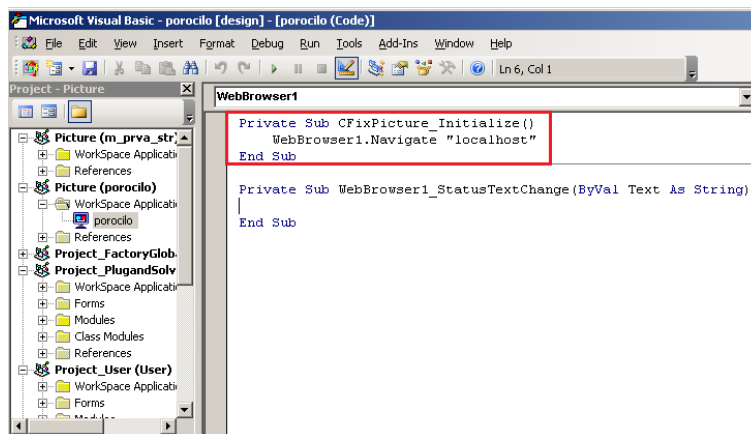 Microsoft Visual Basic - porocilo [design] - [porocilo (Code)]
File Edit View Insert Format Debug Run Tools Add-Ins Window Help
Ln 6, Col 1
Project - Picture
WebBrowser1
Picture (m_prva_str)
WorkSpace Applicati
References
Picture (porocilo)
WorkSpace Applicati
porocilo
References
Project_FactoryGlob
Project_PlugandSolv
WorkSpace Applicati
Forms
Modules
Class Modules
References
Project_User (User)
WorkSpace Applicati
Forms
Private Sub CFixPicture_Initialize()
WebBrowser1.Navigate "localhost"
End Sub
Private Sub WebBrowser1_StatusTextChange(ByVal Text As String)
End Sub